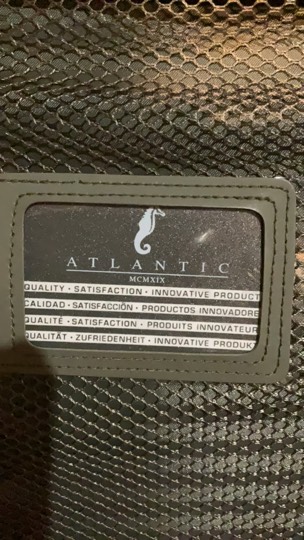 ATLANTIC
MCMXIX
QUALITY · SATISFACTION · INNOVATIVE PRODUCT
CALIDAD · SATISFACCIÓN · PRODUCTOS INNOVADORE
QUALITÉ · SATISFACTION · PRODUITS INNOVATEUR
QUALITÄT · ZUFRIEDENHEIT · INNOVATIVE PRODUK